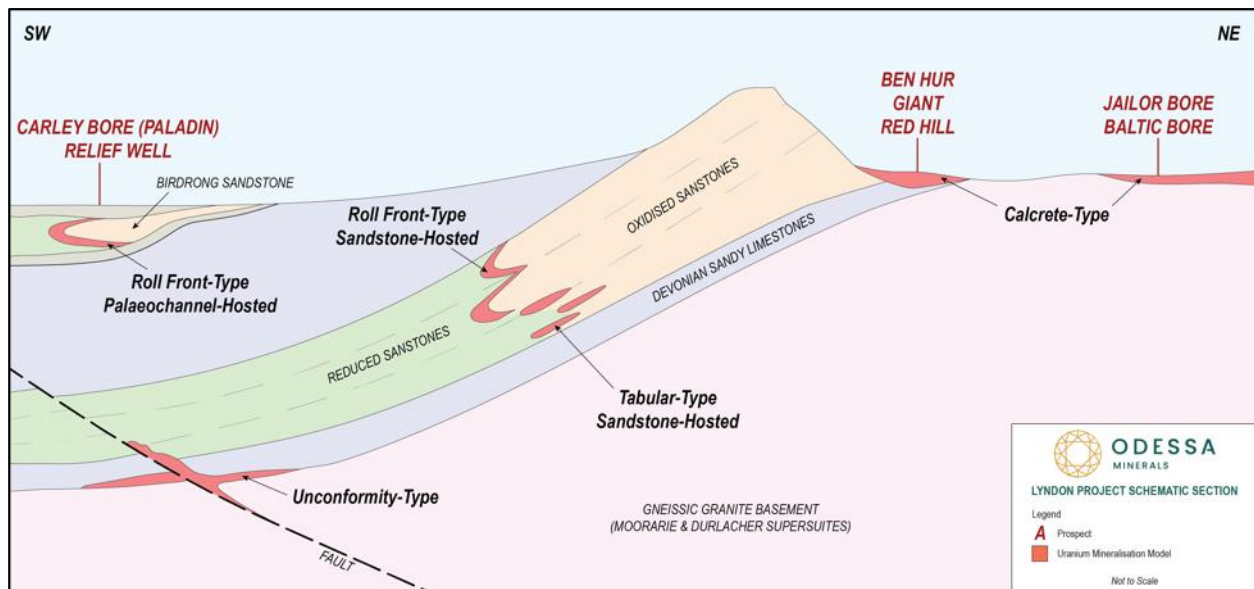 SW
NE
CARLEY BORE (PALADIN)
RELIEF WELL
BIRDRONG SANDSTONE
Roll Front-Type
Palaeochannel-Hosted
Roll Front-Type
Sandstone-Hosted
OXIDISED SANSTONES
DEVONIAN SANDY LIMESTONES
REDUCED SANSTONES
Tabular-Type
Sandstone-Hosted
BEN HUR
GIANT
RED HILL
JAILOR BORE
BALTIC BORE
Calcrete-Type
Unconformity-Type
FAULT
GNEISSIC GRANITE BASEMENT
(MOORARIE & DURLACHER SUPERSUITES)
ODESSA
MINERALS
LYNDON PROJECT SCHEMATIC SECTION
Legend
A Prospect
Uranium Mineralisation Model
Not to Scale